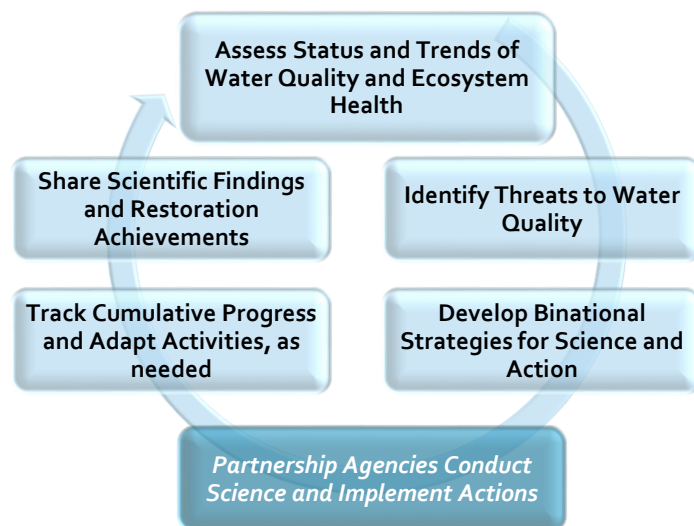 Assess Status and Trends of
Water Quality and Ecosystem
Health
Identify Threats to Water
Quality
Develop Binational
Strategies for Science and
Action
Partnership Agencies Conduct
Science and Implement Actions
Track Cumulative Progress
and Adapt Activities, as
needed
Share Scientific Findings
and Restoration
Achievements